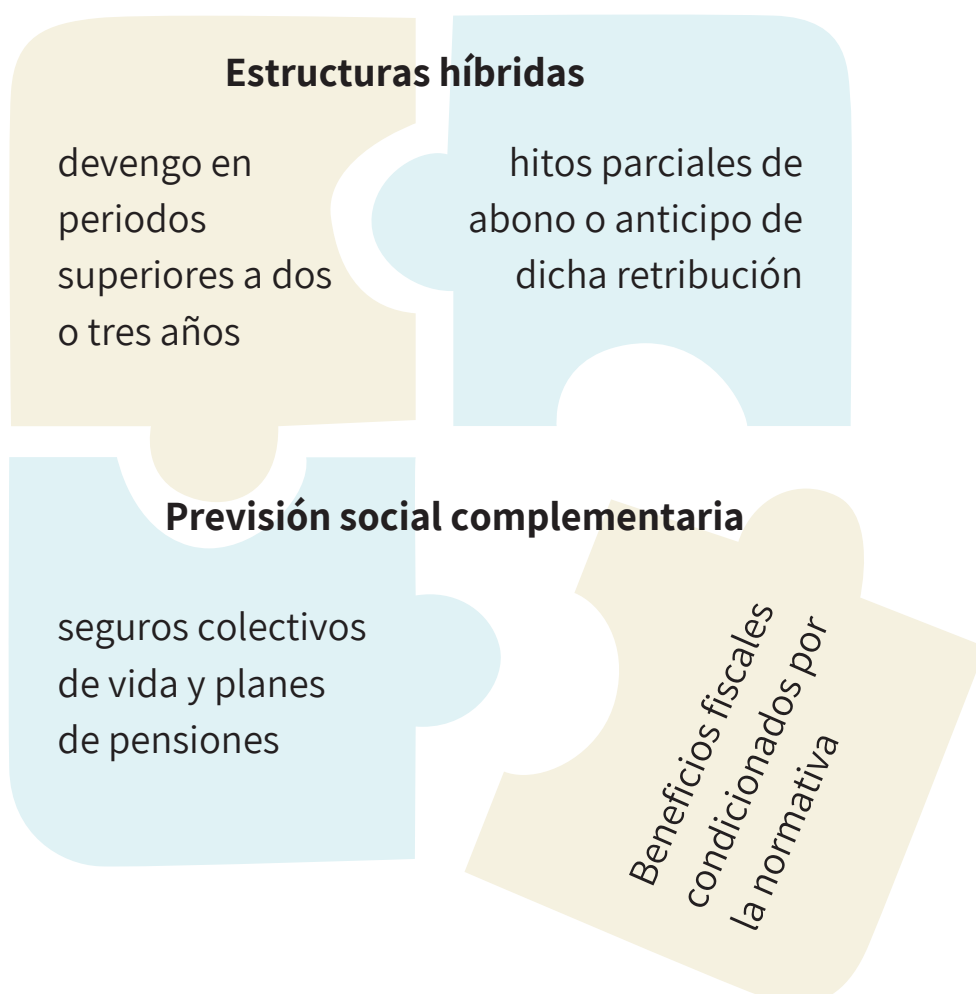 Estructuras híbridas
devengo en
periodos
superiores a dos
o tres años
hitos parciales de
abono o anticipo de
dicha retribución
Previsión social complementaria
seguros colectivos
de vida y planes
de pensiones
Beneficios fiscales
condicionados por
la normativa